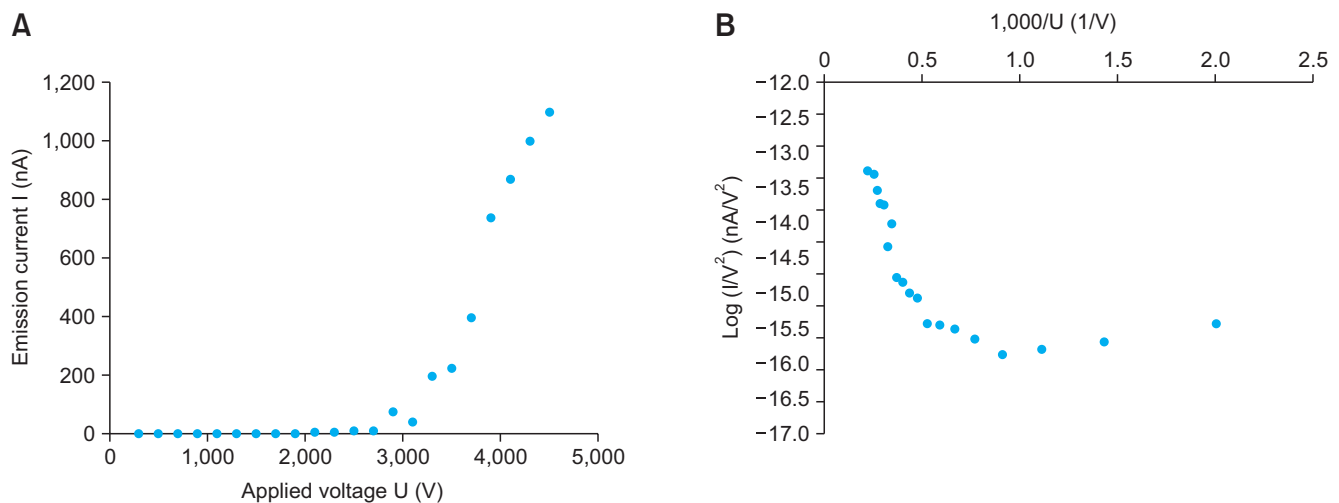 A
1,200
1,000
800
600
400
200
0
Emission current I (nA)
0 1,000 2,000 3,000 4,000 5,000
Applied voltage U (V)
B
1,000/U (1/V)
0 0.5 1.0 1.5 2.0 2.5
−12.0
−12.5
−13.0
−13.5
−14.0
−14.5
−15.0
−15.5
−16.0
−16.5
−17.0
Log (I/V²) (nA/V²)